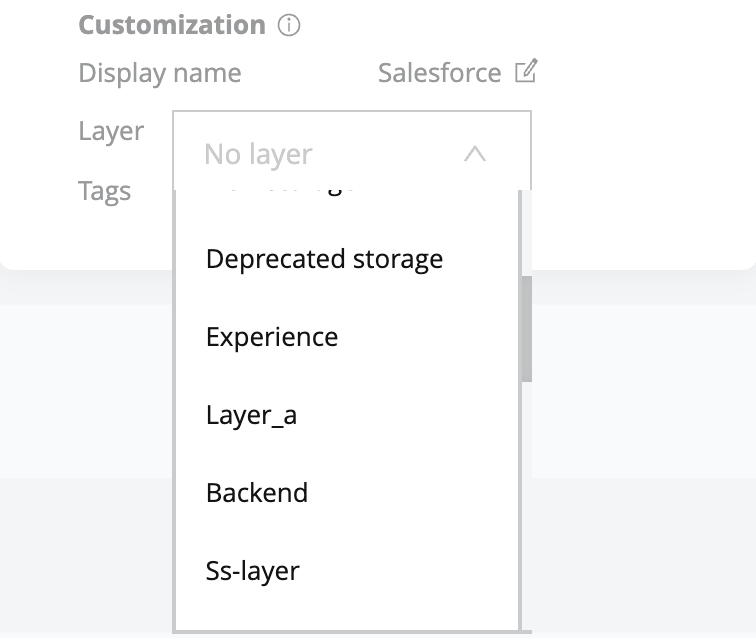 Customization
Display name
Salesforce
Layer
No layer
Tags
Deprecated storage
Experience
Layer_a
Backend
Ss-layer